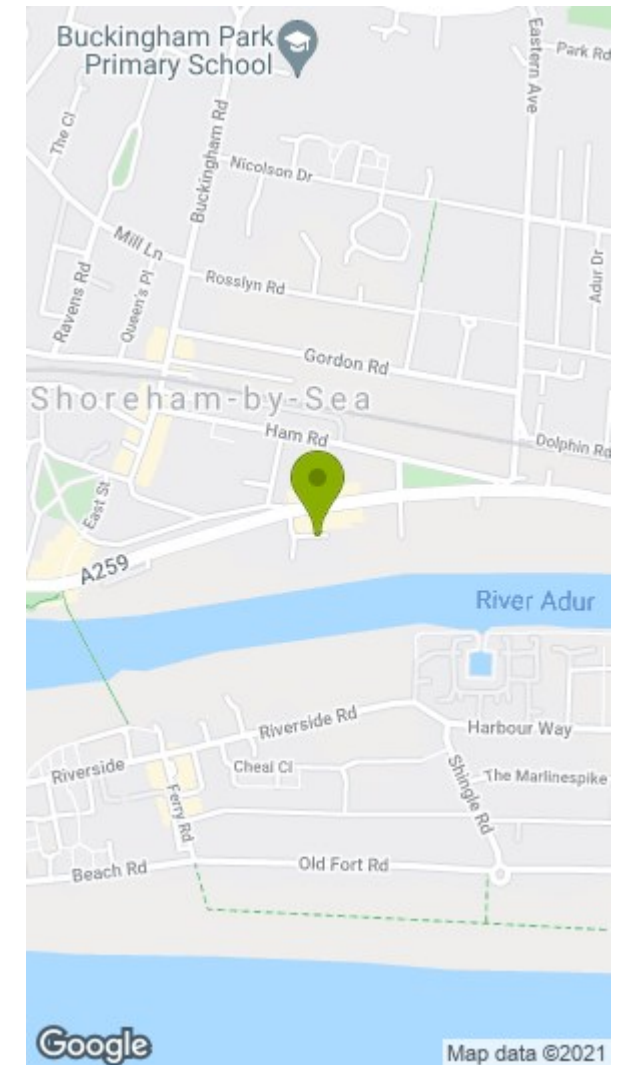 Buckingham Park
Primary School
Park Rd
Eastern Ave
The Cl
Buckingham Rd
Nicolson Dr
Mill Ln
Ravens Rd
Queen's Pl
Rosslyn Rd
Adur Dr
Gordon Rd
Shoreham-by-Sea
Ham Rd
Dolphin Rd
East St
A259
River Adur
Riverside Rd
Harbour Way
Riverside
Cheal Cl
Shingle Rd
The Marlinespike
Ferry Rd
Beach Rd
Old Fort Rd
Google
Map data ©2021